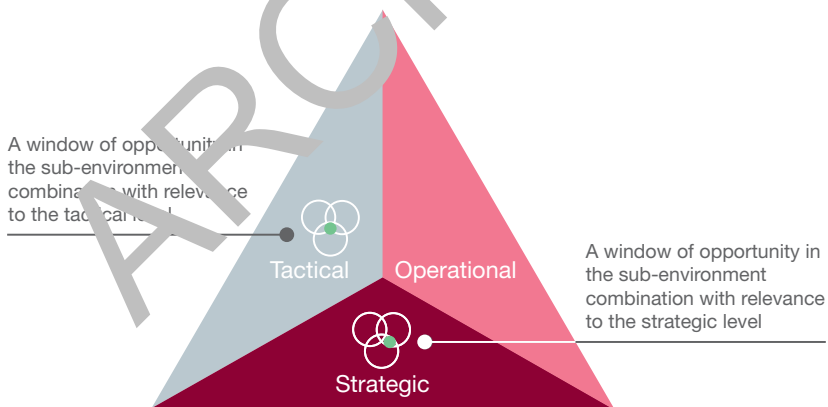 A window of opportunity in
the sub-environment
combination with relevance
to the tactical level
Tactical
Operational
A window of opportunity in
the sub-environment
combination with relevance
to the strategic level
Strategic
ARC